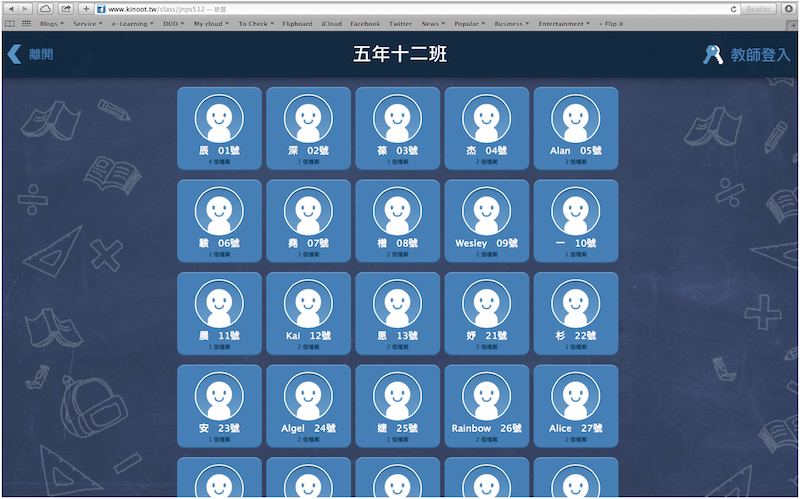 www.kinoot.tw/class/jnps512 — 破雲
Reader
Blogs Service e-Learning DUO My cloud To Check Flipboard iCloud Facebook Twitter News Popular Business Entertainment + Flip it
離開
五年十二班
教師登入
辰 01號 深 02號 葆 03號 杰 04號 Alan 05號
4 個檔案 1 個檔案 1 個檔案 2 個檔案 3 個檔案
駿 06號 堯 07號 橙 08號 Wesley 09號 一 10號
1 個檔案 3 個檔案 2 個檔案 2 個檔案 1 個檔案
晨 11號 Kai 12號 恩 13號 妤 21號 杉 22號
1 個檔案 2 個檔案 2 個檔案 2 個檔案 1 個檔案
安 23號 Algel 24號 婕 25號 Rainbow 26號 Alice 27號
1 個檔案 2 個檔案 1 個檔案 2 個檔案 2 個檔案